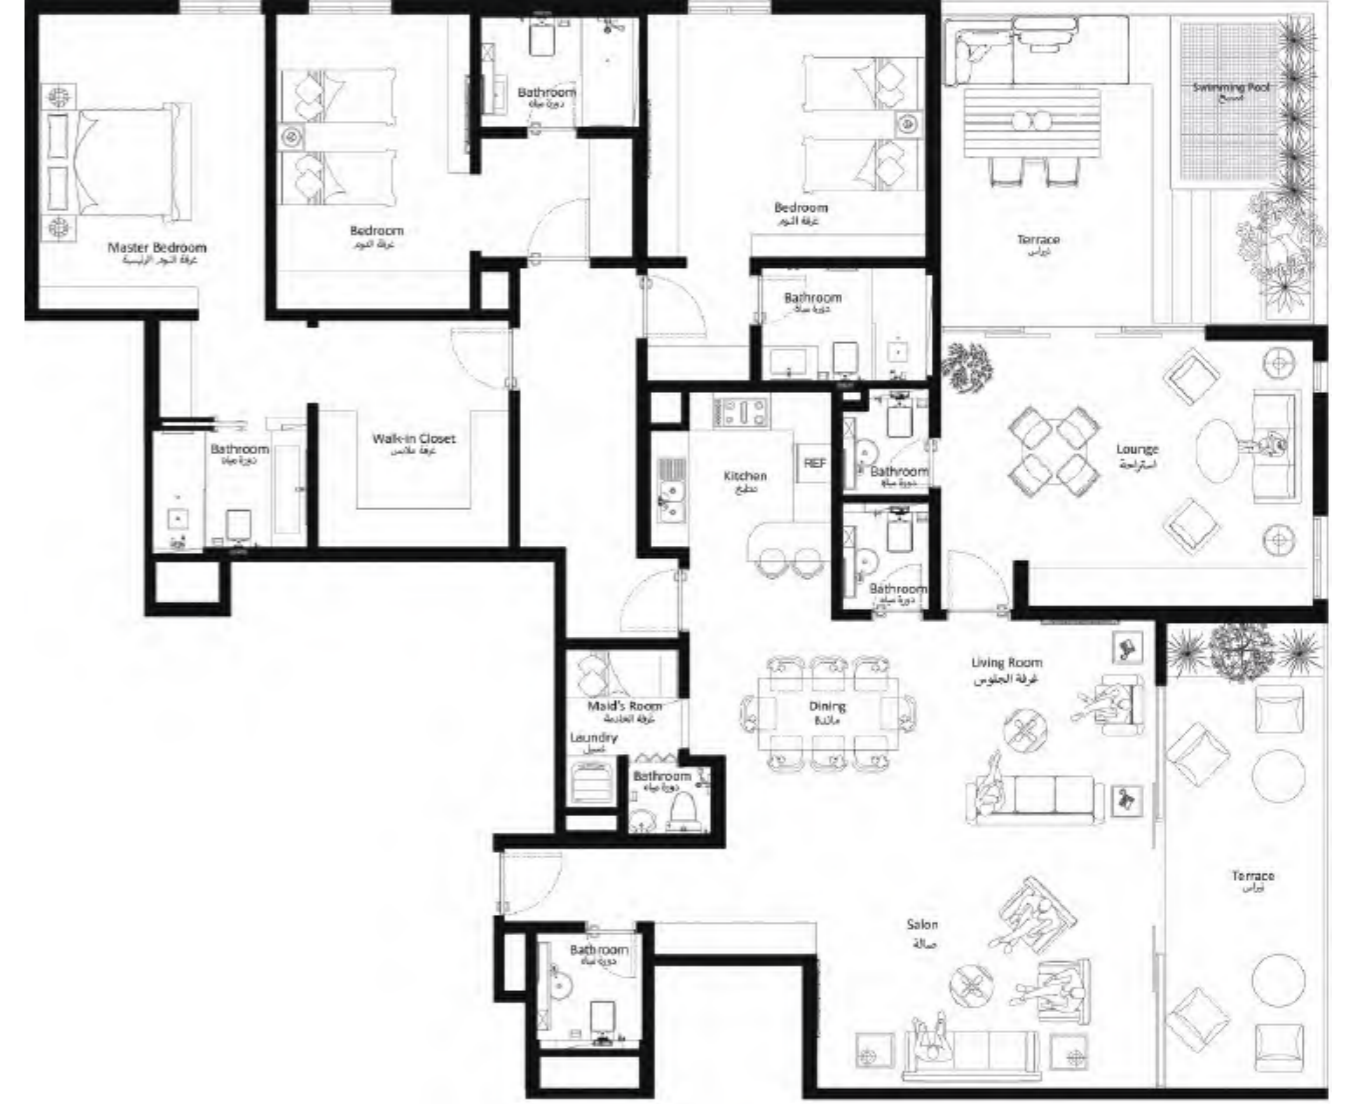 Bathroom
دورة مياه
Swimming Pool
مسبح
Bedroom
غرفة النوم
Bedroom
غرفة النوم
Master Bedroom
غرفة النوم الرئيسية
Terrace
تراس
Bathroom
دورة مياه
Walk-in Closet
غرفة ملابس
Bathroom
دورة مياه
Kitchen
مطبخ
REF
Bathroom
دورة مياه
Lounge
استراحة
Bathroom
دورة مياه
Living Room
غرفة الجلوس
Maid's Room
غرفة الخادمة
Dining
مائدة
Laundry
غسيل
Bathroom
دورة مياه
Terrace
تراس
Salon
صالة
Bathroom
دورة مياه